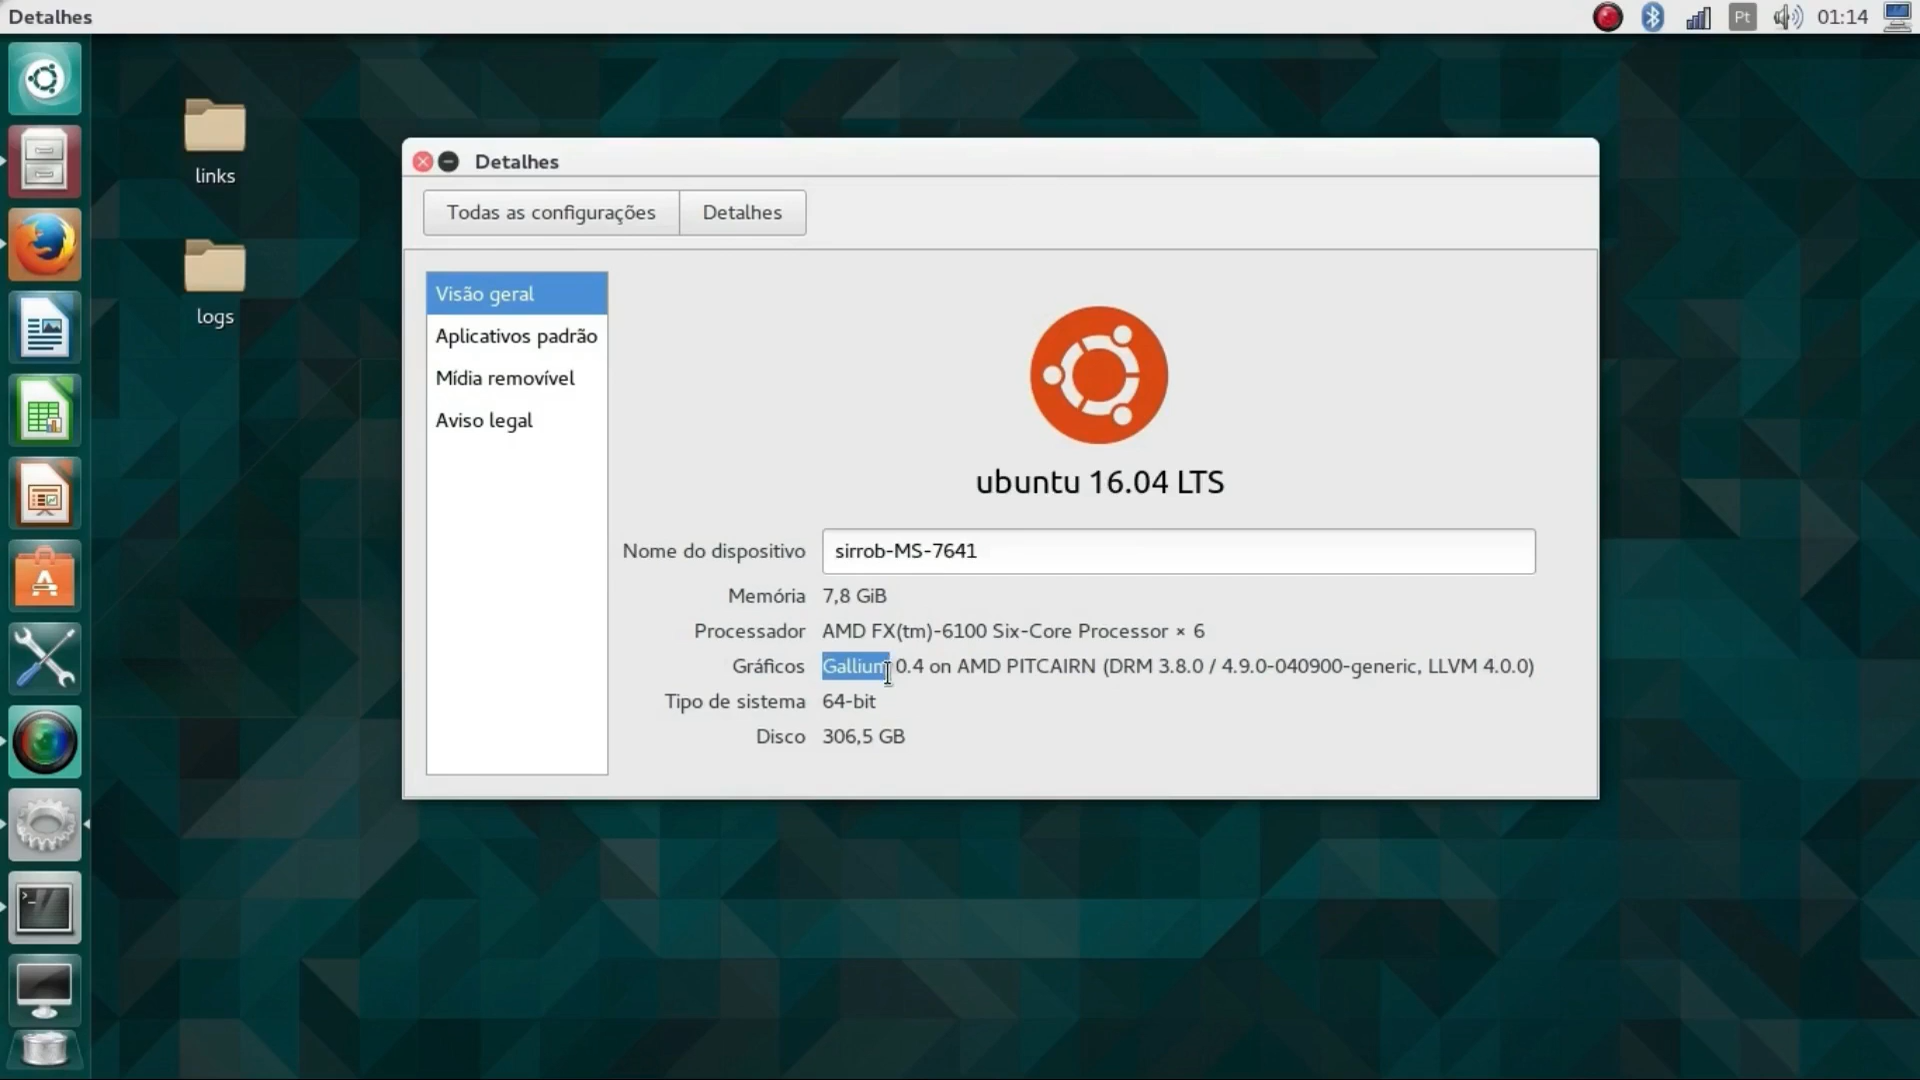 Detalhes
Pt
01:14
links
logs
Detalhes
Todas as configurações
Detalhes
Visão geral
Aplicativos padrão
Mídia removível
Aviso legal
ubuntu 16.04 LTS
Nome do dispositivo sirrob-MS-7641
Memória 7,8 GiB
Processador AMD FX(tm)-6100 Six-Core Processor × 6
Gráficos Gallium 0.4 on AMD PITCAIRN (DRM 3.8.0 / 4.9.0-040900-generic, LLVM 4.0.0)
Tipo de sistema 64-bit
Disco 306,5 GB